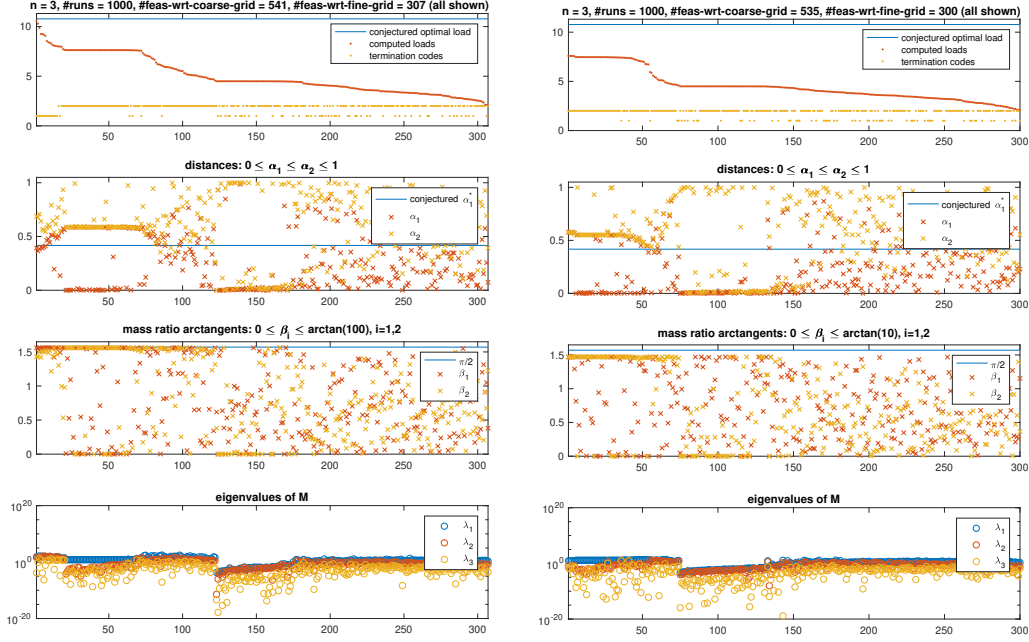 n = 3, #runs = 1000, #feas-wrt-coarse-grid = 541, #feas-wrt-fine-grid = 307 (all shown)
10
5
0
conjectured optimal load
computed loads
termination codes
50 100 150 200 250 300
distances: 0 ≤ α₁ ≤ α₂ ≤ 1
1
0.5
0
conjectured α₁*
α₁
α₂
50 100 150 200 250 300
mass ratio arctangents: 0 ≤ βᵢ ≤ arctan(100), i=1,2
1.5
1
0.5
0
π/2
β₁
β₂
50 100 150 200 250 300
eigenvalues of M
10²⁰
10⁰
10⁻²⁰
λ₁
λ₂
λ₃
50 100 150 200 250 300
n = 3, #runs = 1000, #feas-wrt-coarse-grid = 535, #feas-wrt-fine-grid = 300 (all shown)
10
5
0
conjectured optimal load
computed loads
termination codes
50 100 150 200 250 300
distances: 0 ≤ α₁ ≤ α₂ ≤ 1
1
0.5
0
conjectured α₁*
α₁
α₂
50 100 150 200 250 300
mass ratio arctangents: 0 ≤ βᵢ ≤ arctan(10), i=1,2
1.5
1
0.5
0
π/2
β₁
β₂
50 100 150 200 250 300
eigenvalues of M
10²⁰
10⁰
10⁻²⁰
λ₁
λ₂
λ₃
50 100 150 200 250 300